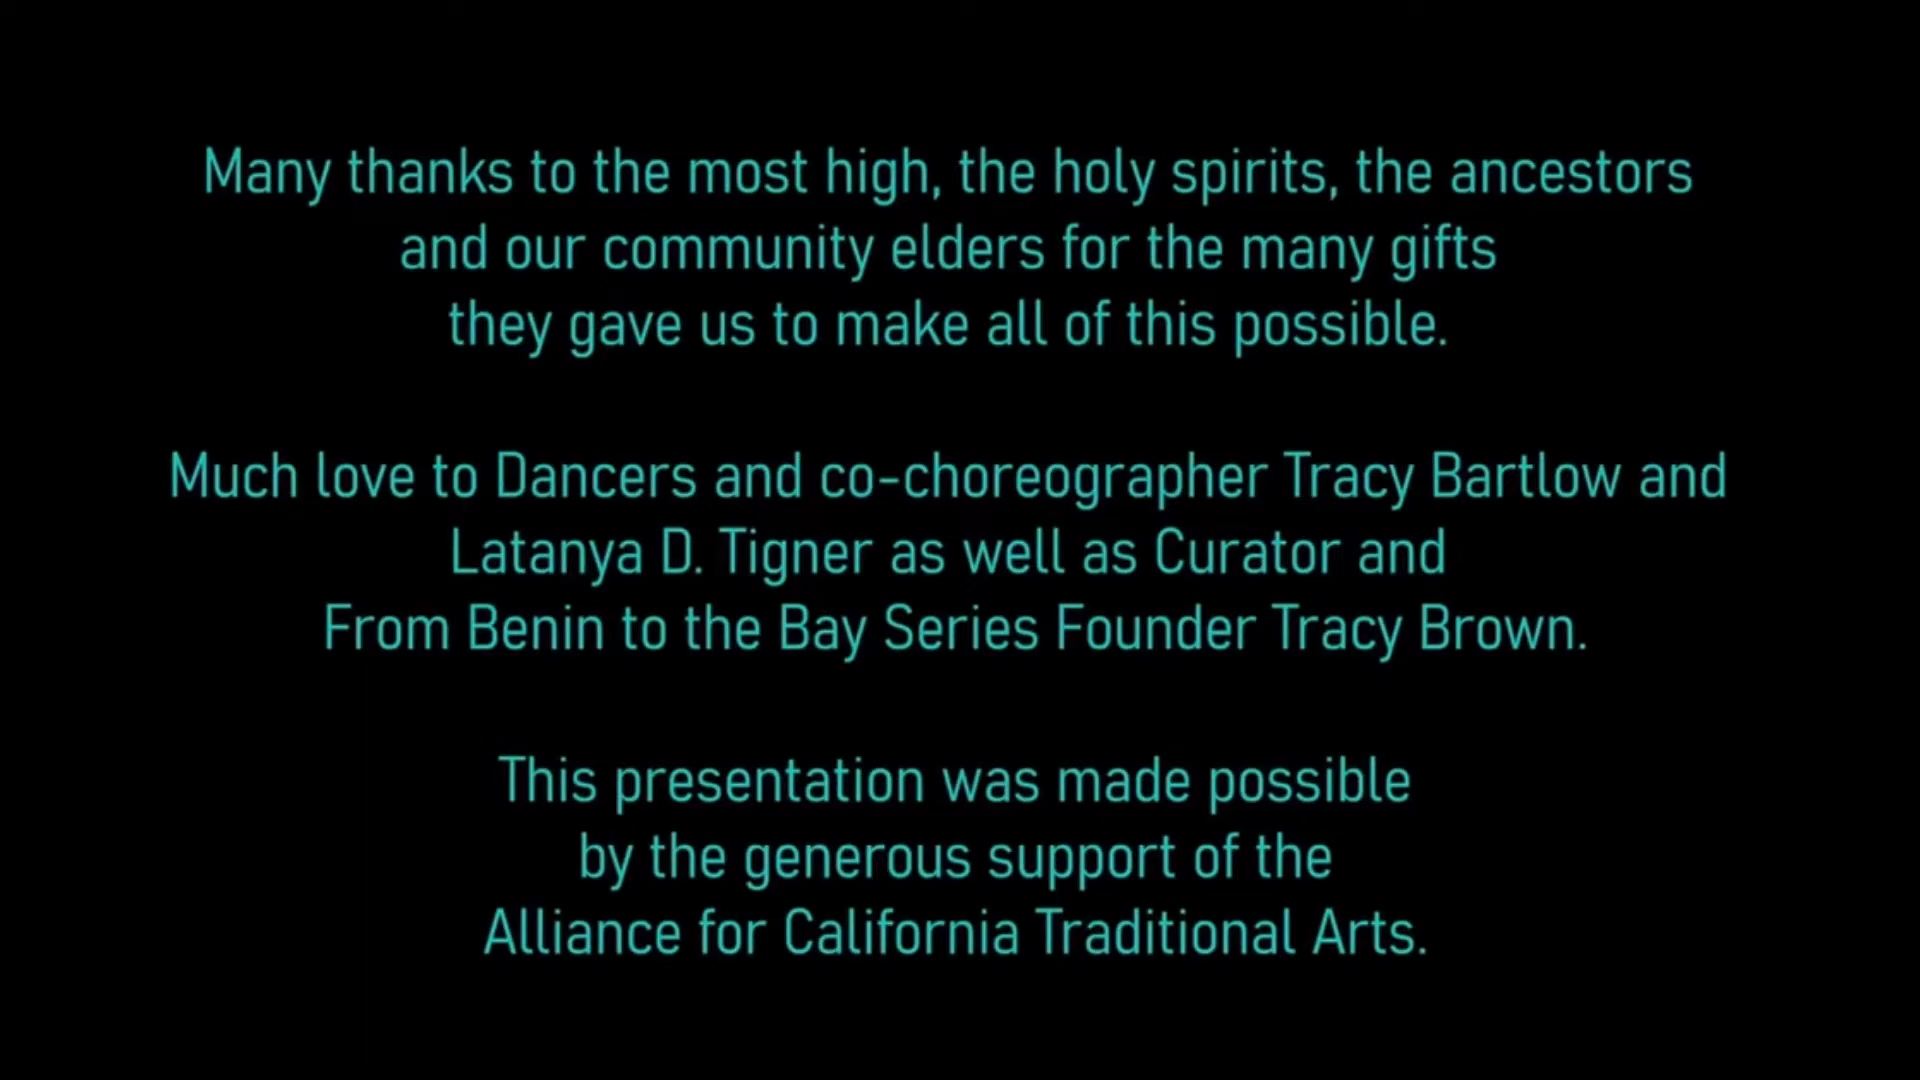 Many thanks to the most high, the holy spirits, the ancestors
and our community elders for the many gifts
they gave us to make all of this possible.
Much love to Dancers and co-choreographer Tracy Bartlow and
Latanya D. Tigner as well as Curator and
From Benin to the Bay Series Founder Tracy Brown.
This presentation was made possible
by the generous support of the
Alliance for California Traditional Arts.